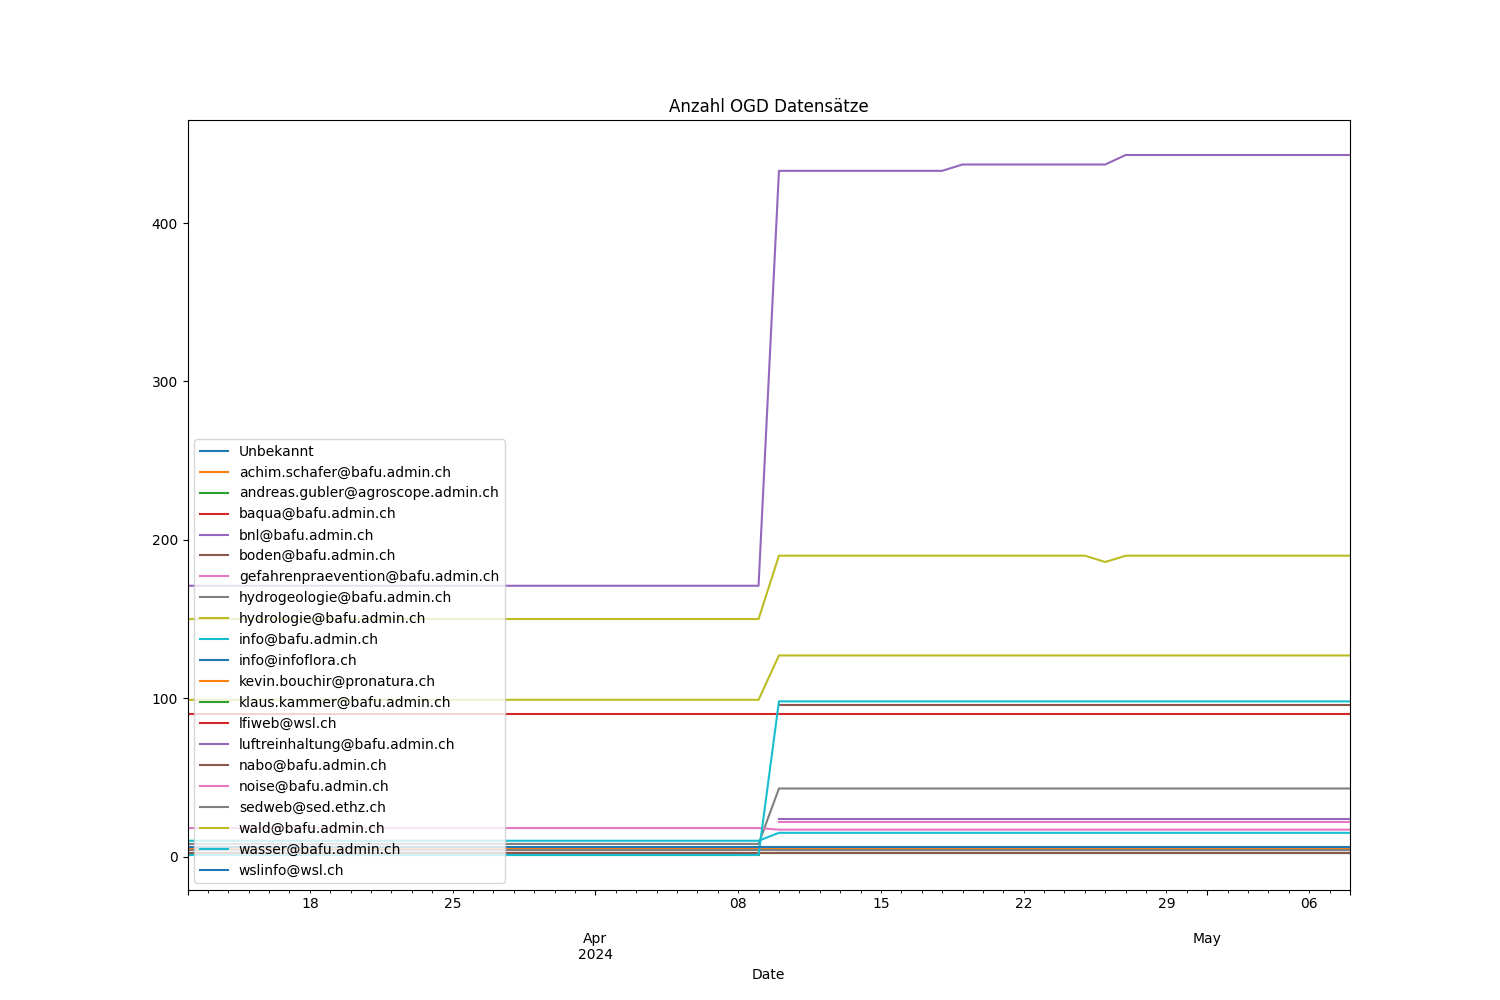 Anzahl OGD Datensätze
400
300
200
100
0
Unbekannt
achim.schafer@bafu.admin.ch
andreas.gubler@agroscope.admin.ch
baqua@bafu.admin.ch
bnl@bafu.admin.ch
boden@bafu.admin.ch
gefahrenpraevention@bafu.admin.ch
hydrogeologie@bafu.admin.ch
hydrologie@bafu.admin.ch
info@bafu.admin.ch
info@infoflora.ch
kevin.bouchir@pronatura.ch
klaus.kammer@bafu.admin.ch
lfiweb@wsl.ch
luftreinhaltung@bafu.admin.ch
nabo@bafu.admin.ch
noise@bafu.admin.ch
sedweb@sed.ethz.ch
wald@bafu.admin.ch
wasser@bafu.admin.ch
wslinfo@wsl.ch
18 25 08 15 22 29 06
Apr May
2024
Date